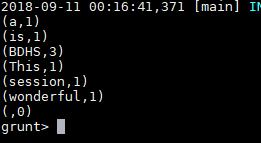 2018-09-11 00:16:41,371 [main] IN
(a,1)
(is,1)
(BDHS,3)
(This,1)
(session,1)
(wonderful,1)
(,0)
grunt>